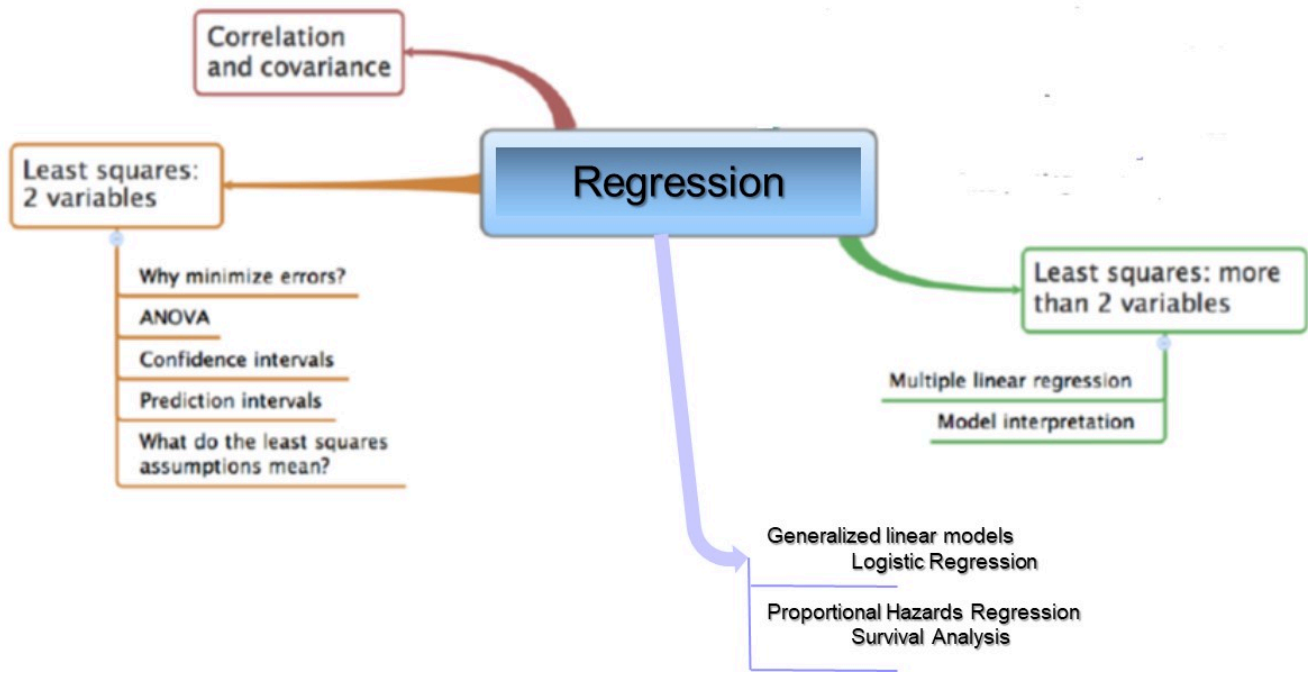 Correlation
and covariance
Regression
Least squares:
2 variables
Why minimize errors?
ANOVA
Confidence intervals
Prediction intervals
What do the least squares
assumptions mean?
Least squares: more
than 2 variables
Multiple linear regression
Model interpretation
Generalized linear models
Logistic Regression
Proportional Hazards Regression
Survival Analysis